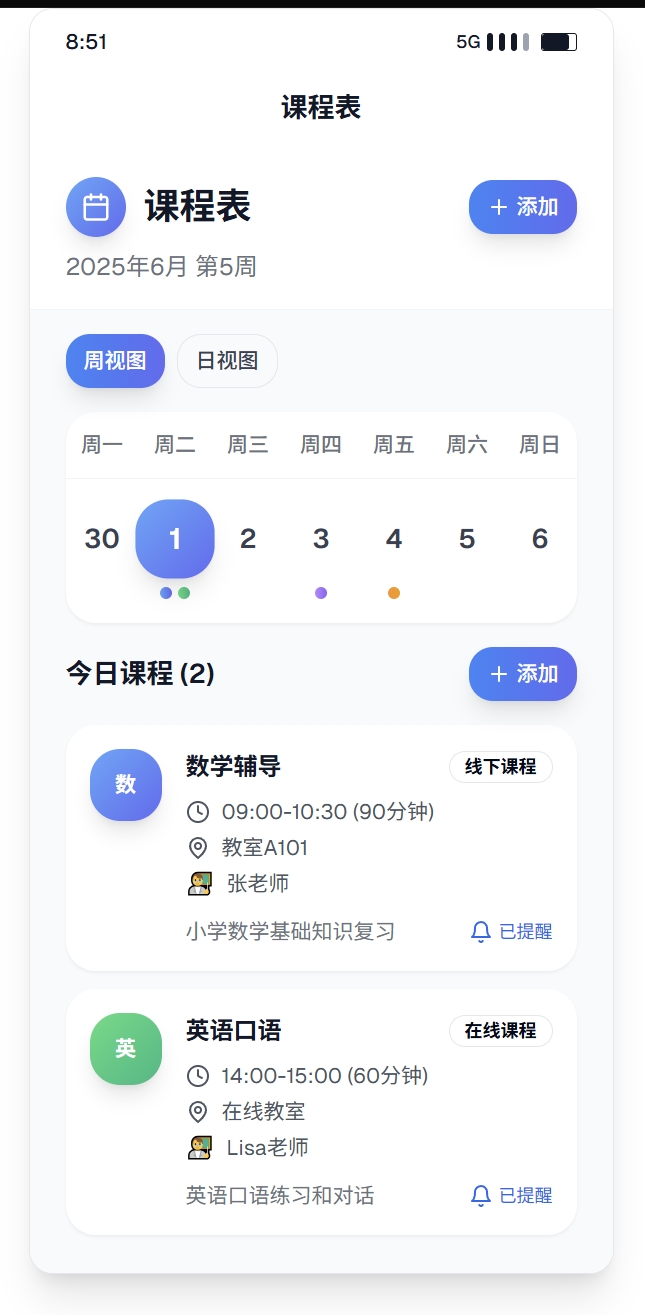 8:51
5G
课程表
课程表
添加
2025年6月 第5周
周视图
日视图
周一 周二 周三 周四 周五 周六 周日
30 1 2 3 4 5 6
今日课程 (2)
添加
数
数学辅导
线下课程
09:00-10:30 (90分钟)
教室A101
张老师
小学数学基础知识复习
已提醒
英
英语口语
在线课程
14:00-15:00 (60分钟)
在线教室
Lisa老师
英语口语练习和对话
已提醒